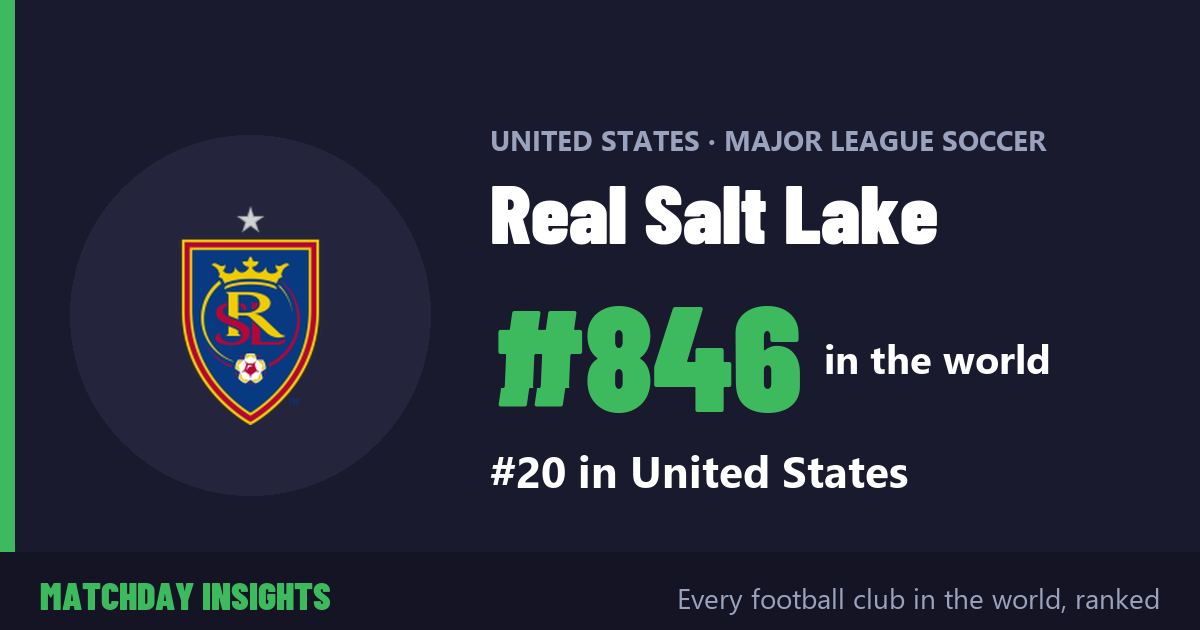 UNITED STATES · MAJOR LEAGUE SOCCER
Real Salt Lake
RSL
#846 in the world
#20 in United States
MATCHDAY INSIGHTS
Every football club in the world, ranked